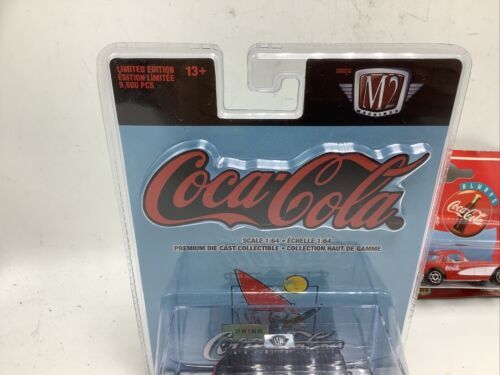 LIMITED EDITION
ÉDITION LIMITÉE
9,600 PCS
13+
M2
MACHINES
Coca-Cola
SCALE 1:64 • ÉCHELLE 1:64
PREMIUM DIE CAST COLLECTIBLE • COLLECTION HAUT DE GAMME
DRINK
Coca-Cola
ALWAYS
Coca-Cola